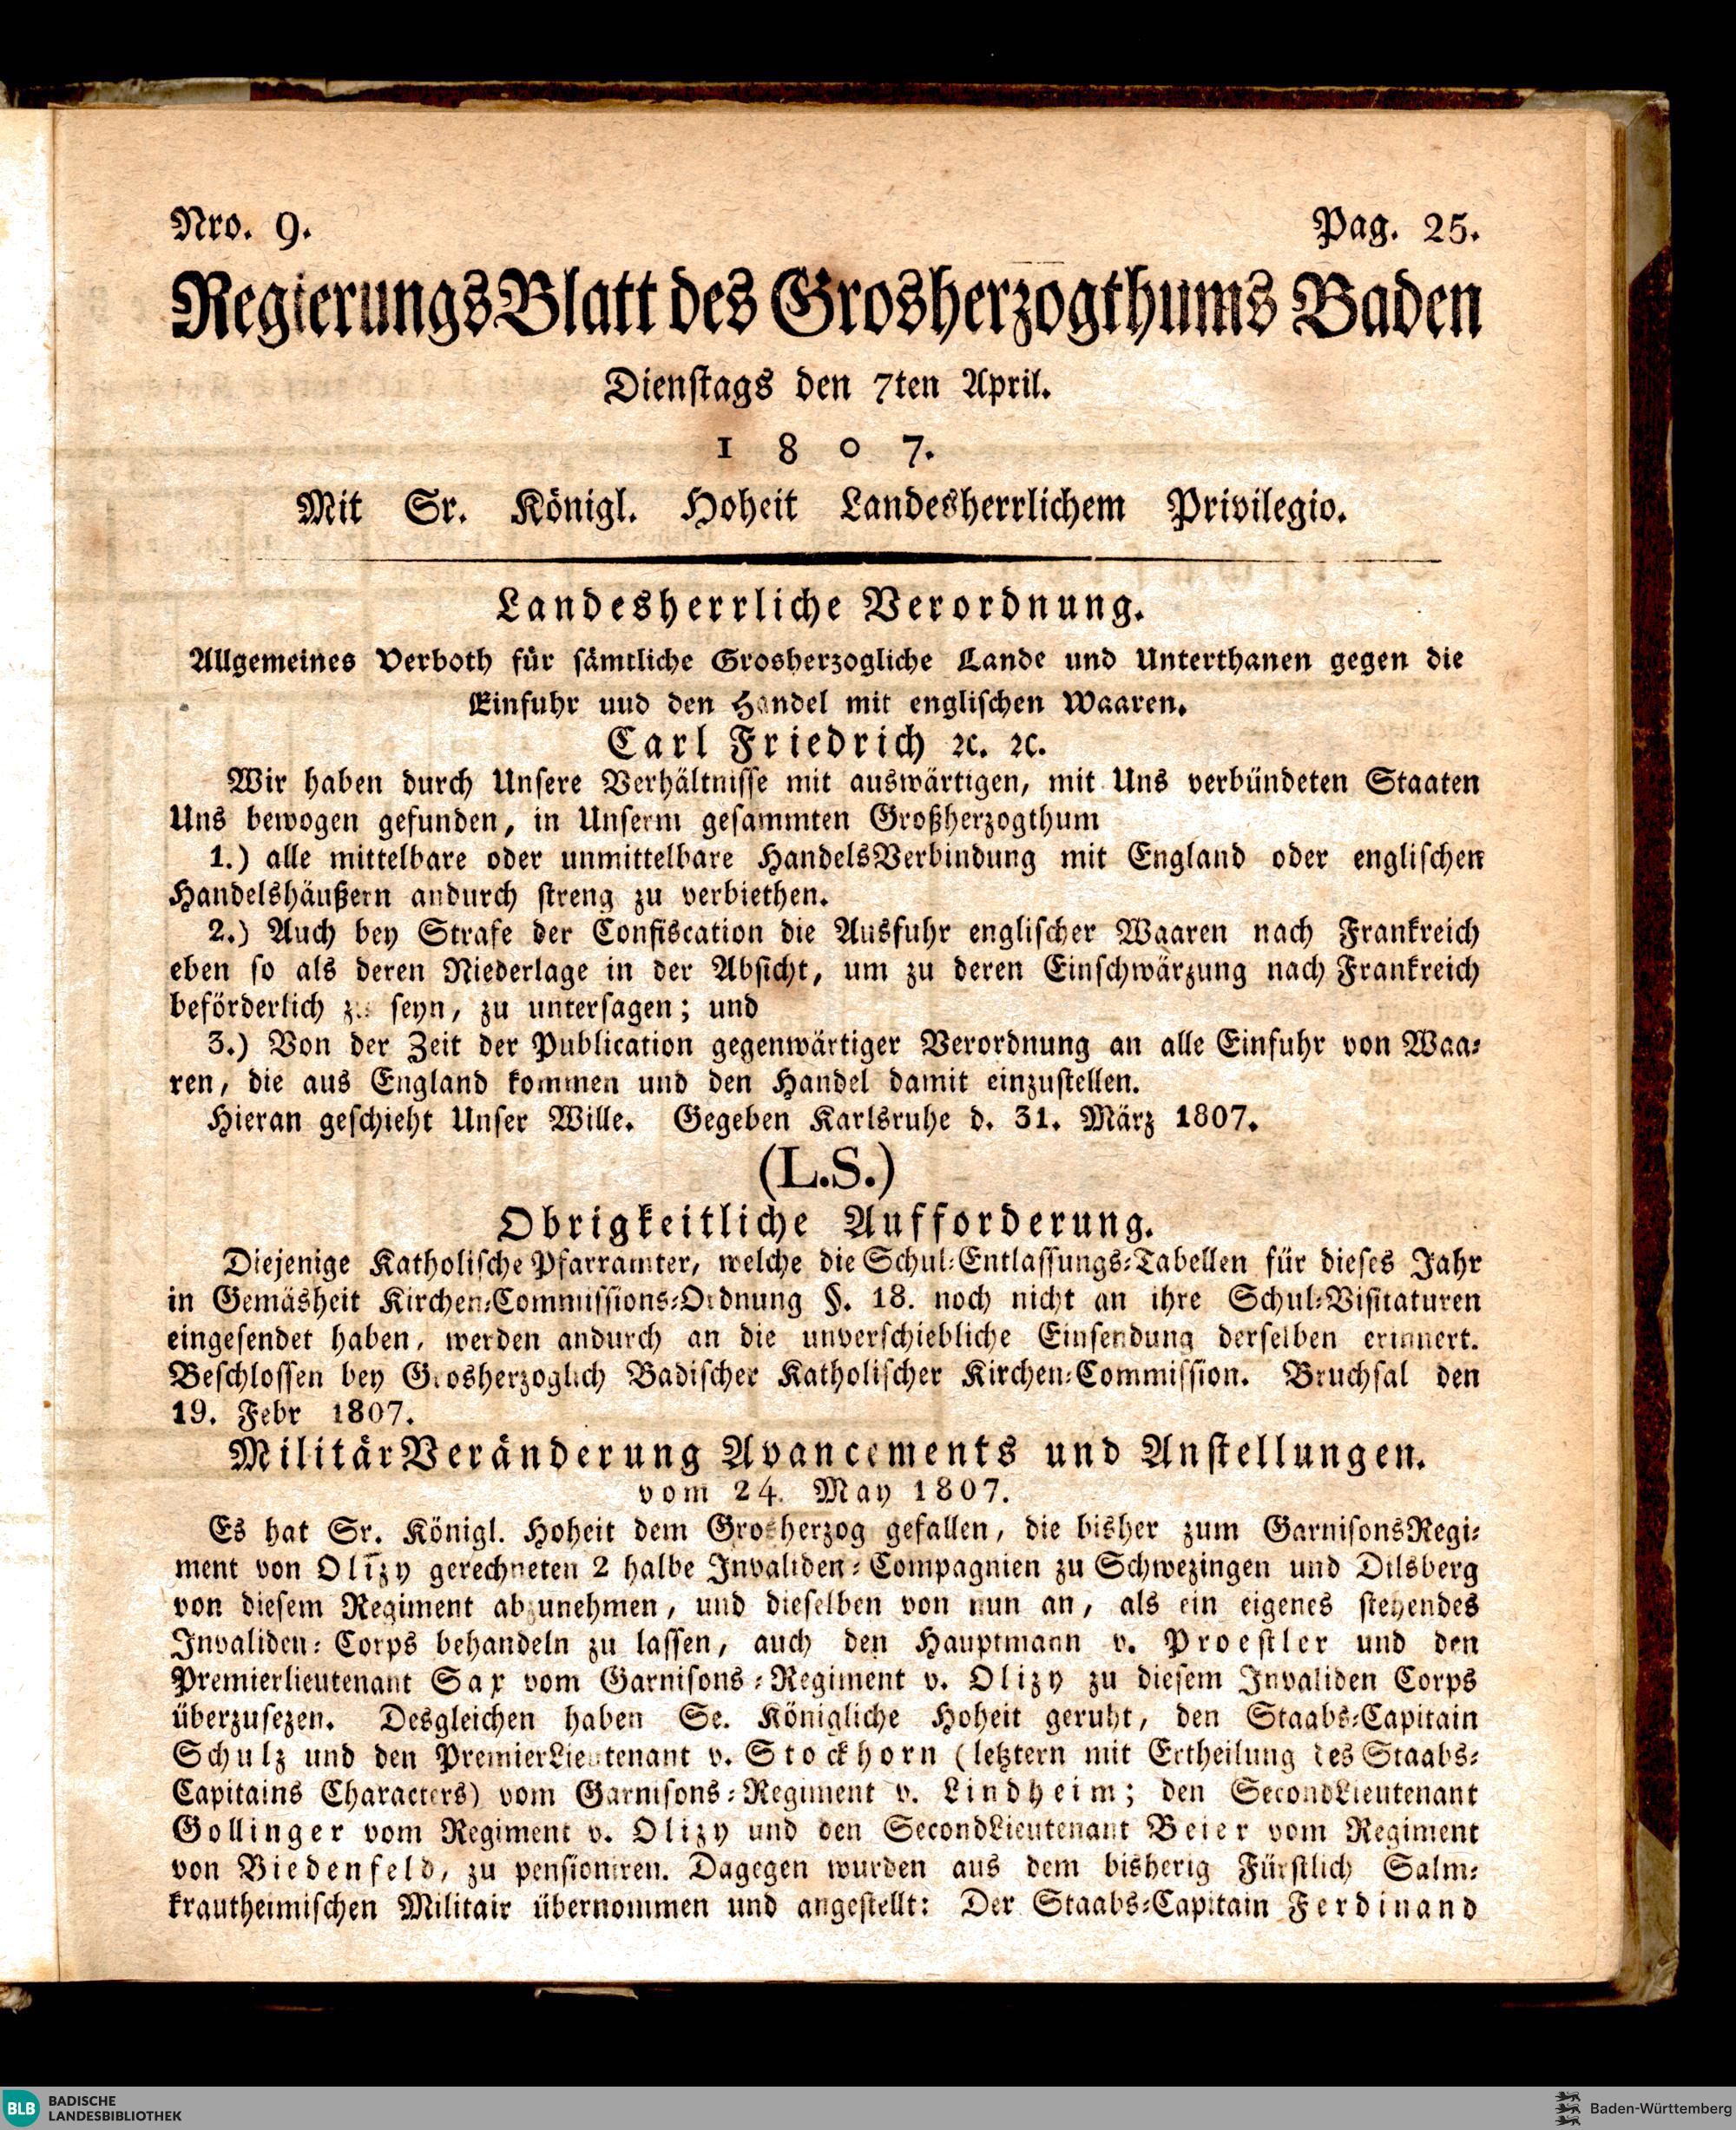 Nro. 9. Pag. 25.
RegierungsBlatt des Grosherzogthums Baden
Dienstags den 7ten April.
1 8 0 7.
Mit Sr. Königl. Hoheit Landesherrlichem Privilegio.
Landesherrliche Verordnung.
Allgemeines Verboth für sämtliche Grosherzogliche Lande und Unterthanen gegen die
Einfuhr und den Handel mit englischen Waaren.
Carl Friedrich ꝛc. ꝛc.
Wir haben durch Unsere Verhältnisse mit auswärtigen, mit Uns verbündeten Staaten
Uns bewogen gefunden, in Unserm gesammten Großherzogthum
1.) alle mittelbare oder unmittelbare HandelsVerbindung mit England oder englischen
Handelshäußern andurch streng zu verbiethen.
2.) Auch bey Strafe der Confiscation die Ausfuhr englischer Waaren nach Frankreich
eben so als deren Niederlage in der Absicht, um zu deren Einschwärzung nach Frankreich
beförderlich zu seyn, zu untersagen; und
3.) Von der Zeit der Publication gegenwärtiger Verordnung an alle Einfuhr von Waa-
ren, die aus England kommen und den Handel damit einzustellen.
Hieran geschieht Unser Wille. Gegeben Karlsruhe d. 31. März 1807.
(L.S.)
Obrigkeitliche Aufforderung.
Diejenige Katholische Pfarramter, welche die Schul-Entlassungs-Tabellen für dieses Jahr
in Gemäsheit Kirchen-Commissions-Ordnung §. 18. noch nicht an ihre Schul-Visitaturen
eingesendet haben, werden andurch an die unverschiebliche Einsendung derselben erinnert.
Beschlossen bey Grosherzoglich Badischer Katholischer Kirchen-Commission. Bruchsal den
19. Febr 1807.
MilitärVeränderung Avancements und Anstellungen.
vom 24. May 1807.
Es hat Sr. Königl. Hoheit dem Grosherzog gefallen, die bisher zum GarnisonsRegi-
ment von Olizy gerechneten 2 halbe Invaliden-Compagnien zu Schwezingen und Dilsberg
von diesem Regiment abzunehmen, und dieselben von nun an, als ein eigenes stehendes
Invaliden-Corps behandeln zu lassen, auch den Hauptmann v. Proestler und den
Premierlieutenant Sax vom Garnisons-Regiment v. Olizy zu diesem Invaliden Corps
überzusezen. Desgleichen haben Se. Königliche Hoheit geruht, den Staabs-Capitain
Schulz und den PremierLieutenant v. Stockhorn (letztern mit Ertheilung des Staabs-
Capitains Characters) vom Garnisons-Regiment v. Lindheim; den SecondLieutenant
Gollinger vom Regiment v. Olizy und den SecondLieutenant Beier vom Regiment
von Biedenfeld, zu pensioniren. Dagegen wurden aus dem bisherig Fürstlich Salm-
krautheimischen Militair übernommen und angestellt: Der Staabs-Capitain Ferdinand
BLB BADISCHE
LANDESBIBLIOTHEK
Baden-Württemberg